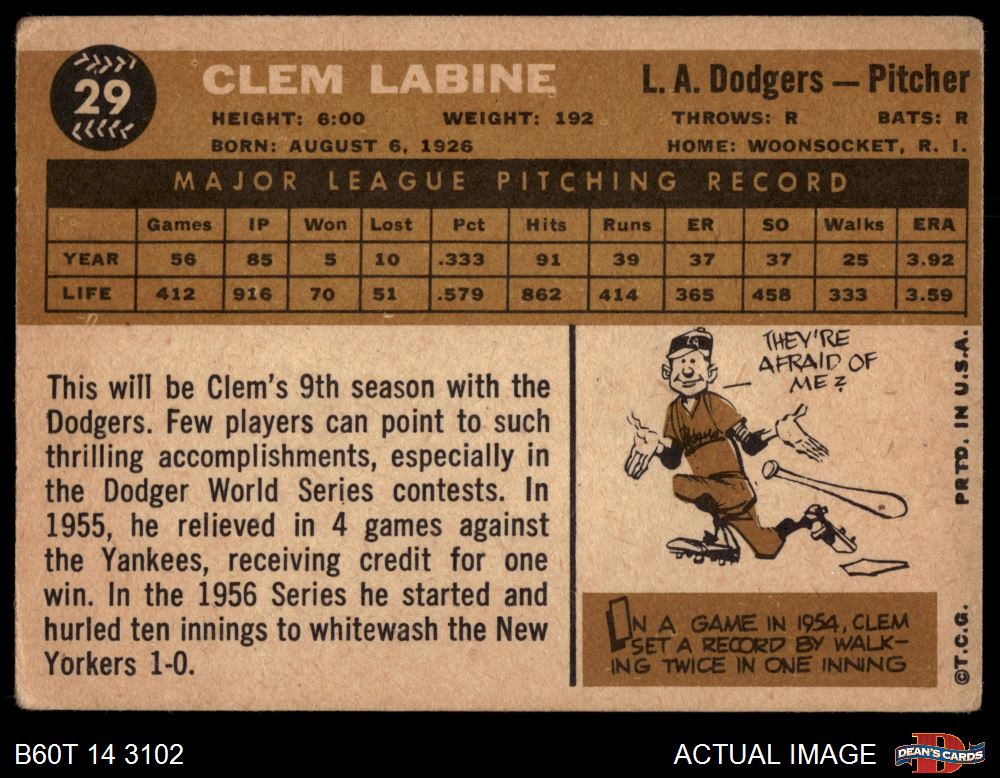 29
CLEM LABINE
L. A. Dodgers — Pitcher
HEIGHT: 6:00 WEIGHT: 192 THROWS: R BATS: R
BORN: AUGUST 6, 1926 HOME: WOONSOCKET, R. I.
MAJOR LEAGUE PITCHING RECORD
Games IP Won Lost Pct Hits Runs ER SO Walks ERA
YEAR 56 85 5 10 .333 91 39 37 37 25 3.92
LIFE 412 916 70 51 .579 862 414 365 458 333 3.59
This will be Clem's 9th season with the
Dodgers. Few players can point to such
thrilling accomplishments, especially in
the Dodger World Series contests. In
1955, he relieved in 4 games against
the Yankees, receiving credit for one
win. In the 1956 Series he started and
hurled ten innings to whitewash the New
Yorkers 1-0.
LA
THEY'RE
AFRAID OF
ME?
IN A GAME IN 1954, CLEM
SET A RECORD BY WALK-
ING TWICE IN ONE INNING
©T.C.G. PRTD. IN U.S.A.
B60T 14 3102
ACTUAL IMAGE
DEAN'S CARDS